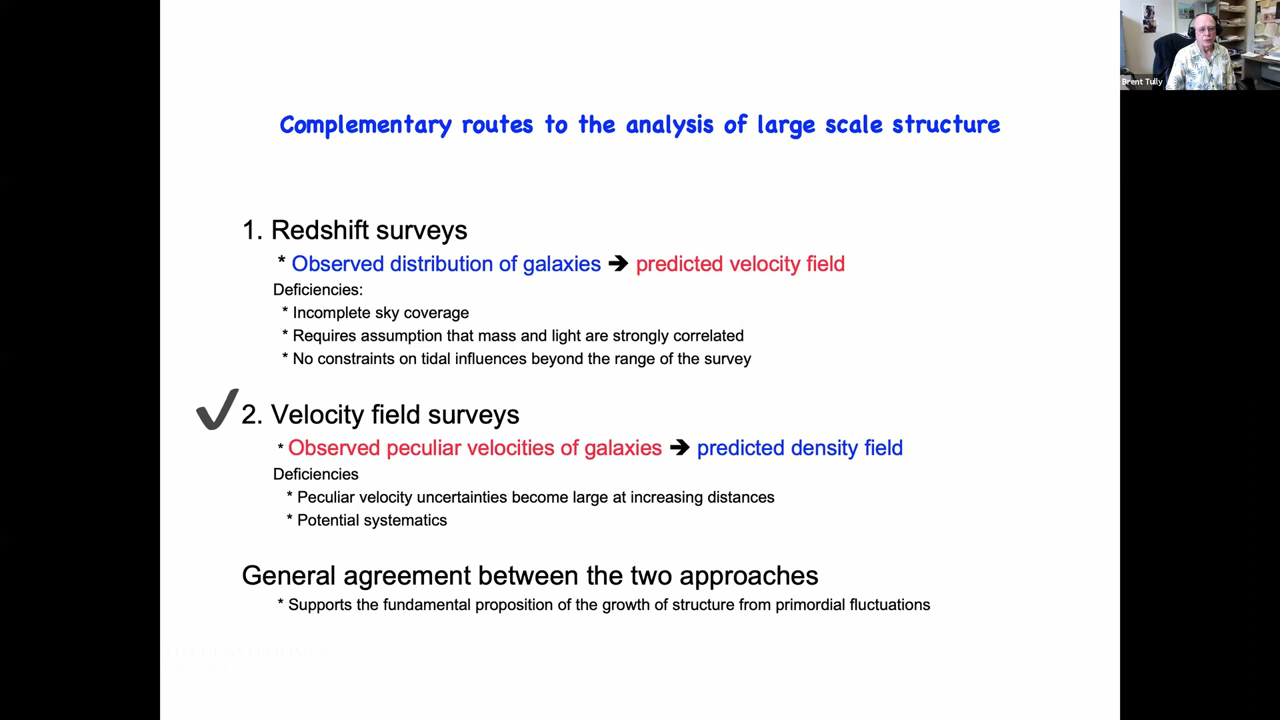 Brent Tully
Complementary routes to the analysis of large scale structure
1. Redshift surveys
* Observed distribution of galaxies ➔ predicted velocity field
Deficiencies:
* Incomplete sky coverage
* Requires assumption that mass and light are strongly correlated
* No constraints on tidal influences beyond the range of the survey
✓ 2. Velocity field surveys
* Observed peculiar velocities of galaxies ➔ predicted density field
Deficiencies
* Peculiar velocity uncertainties become large at increasing distances
* Potential systematics
General agreement between the two approaches
* Supports the fundamental proposition of the growth of structure from primordial fluctuations